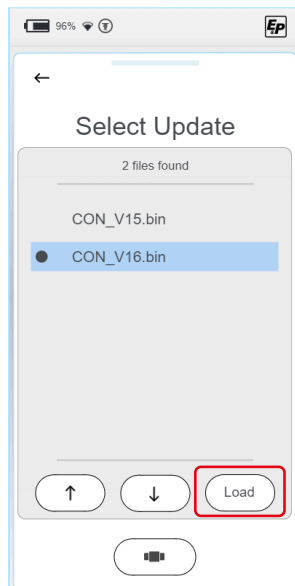 96%
EP
←
Select Update
2 files found
CON_V15.bin
CON_V16.bin
↑ ↓ Load